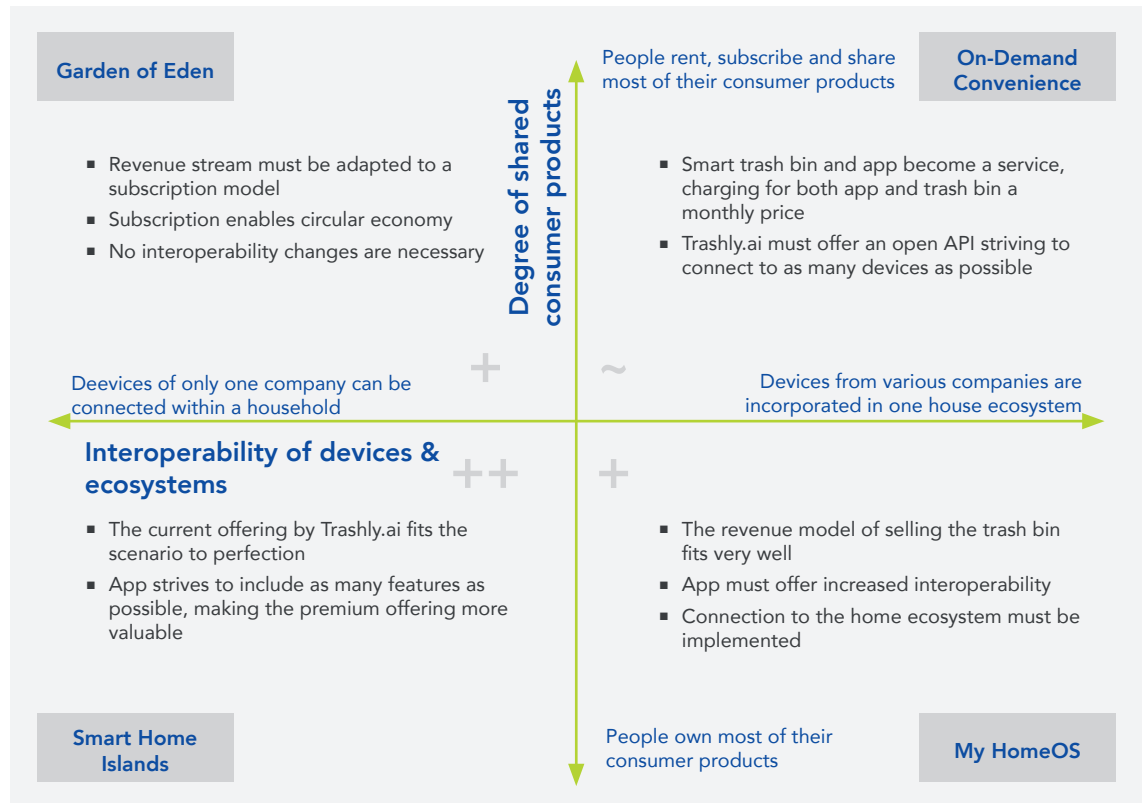 Garden of Eden
People rent, subscribe and share
most of their consumer products
On-Demand
Convenience
Degree of shared
consumer products
▪ Revenue stream must be adapted to a
subscription model
▪ Subscription enables circular economy
▪ No interoperability changes are necessary
▪ Smart trash bin and app become a service,
charging for both app and trash bin a
monthly price
▪ Trashly.ai must offer an open API striving to
connect to as many devices as possible
+
~
Deevices of only one company can be
connected within a household
Devices from various companies are
incorporated in one house ecosystem
Interoperability of devices &
ecosystems
++
+
▪ The current offering by Trashly.ai fits the
scenario to perfection
▪ App strives to include as many features as
possible, making the premium offering more
valuable
▪ The revenue model of selling the trash bin
fits very well
▪ App must offer increased interoperability
▪ Connection to the home ecosystem must be
implemented
Smart Home
Islands
People own most of their
consumer products
My HomeOS